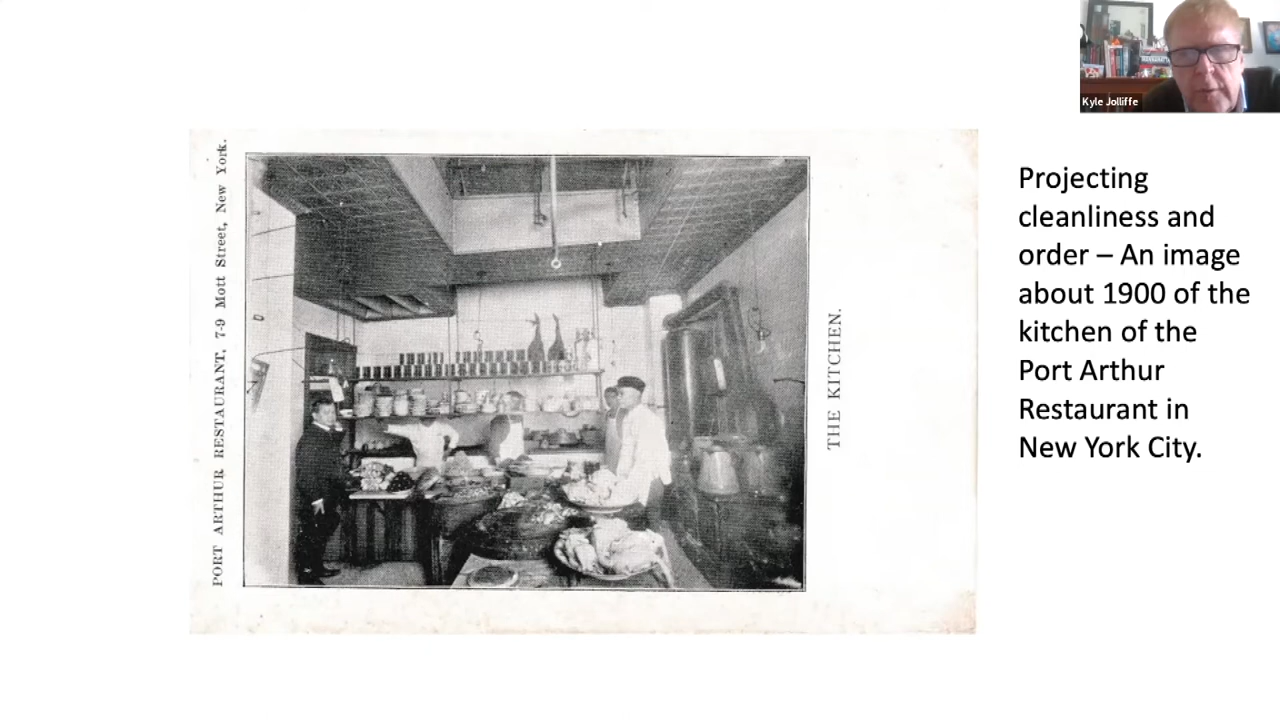 Kyle Jolliffe
PORT ARTHUR RESTAURANT, 7-9 Mott Street, New York.
THE KITCHEN.
Projecting
cleanliness and
order – An image
about 1900 of the
kitchen of the
Port Arthur
Restaurant in
New York City.